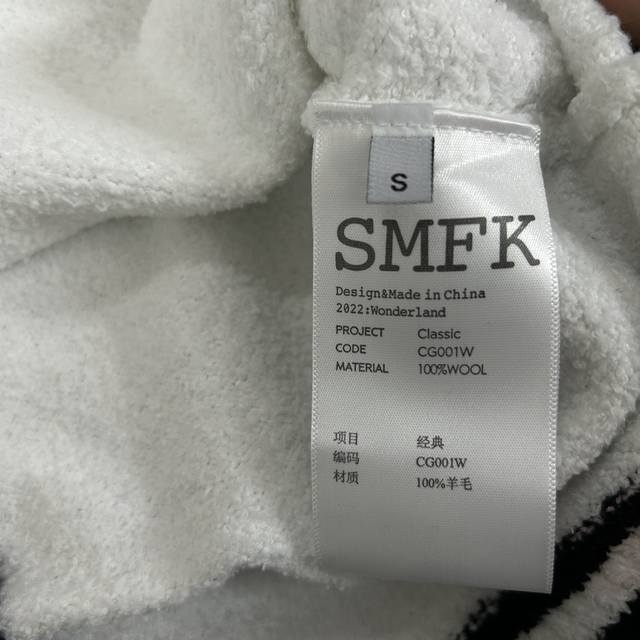 S
SMFK
Design&Made in China
2022:Wonderland
PROJECT Classic
CODE CG001W
MATERIAL 100%WOOL
项目 经典
编码 CG001W
材质 100%羊毛